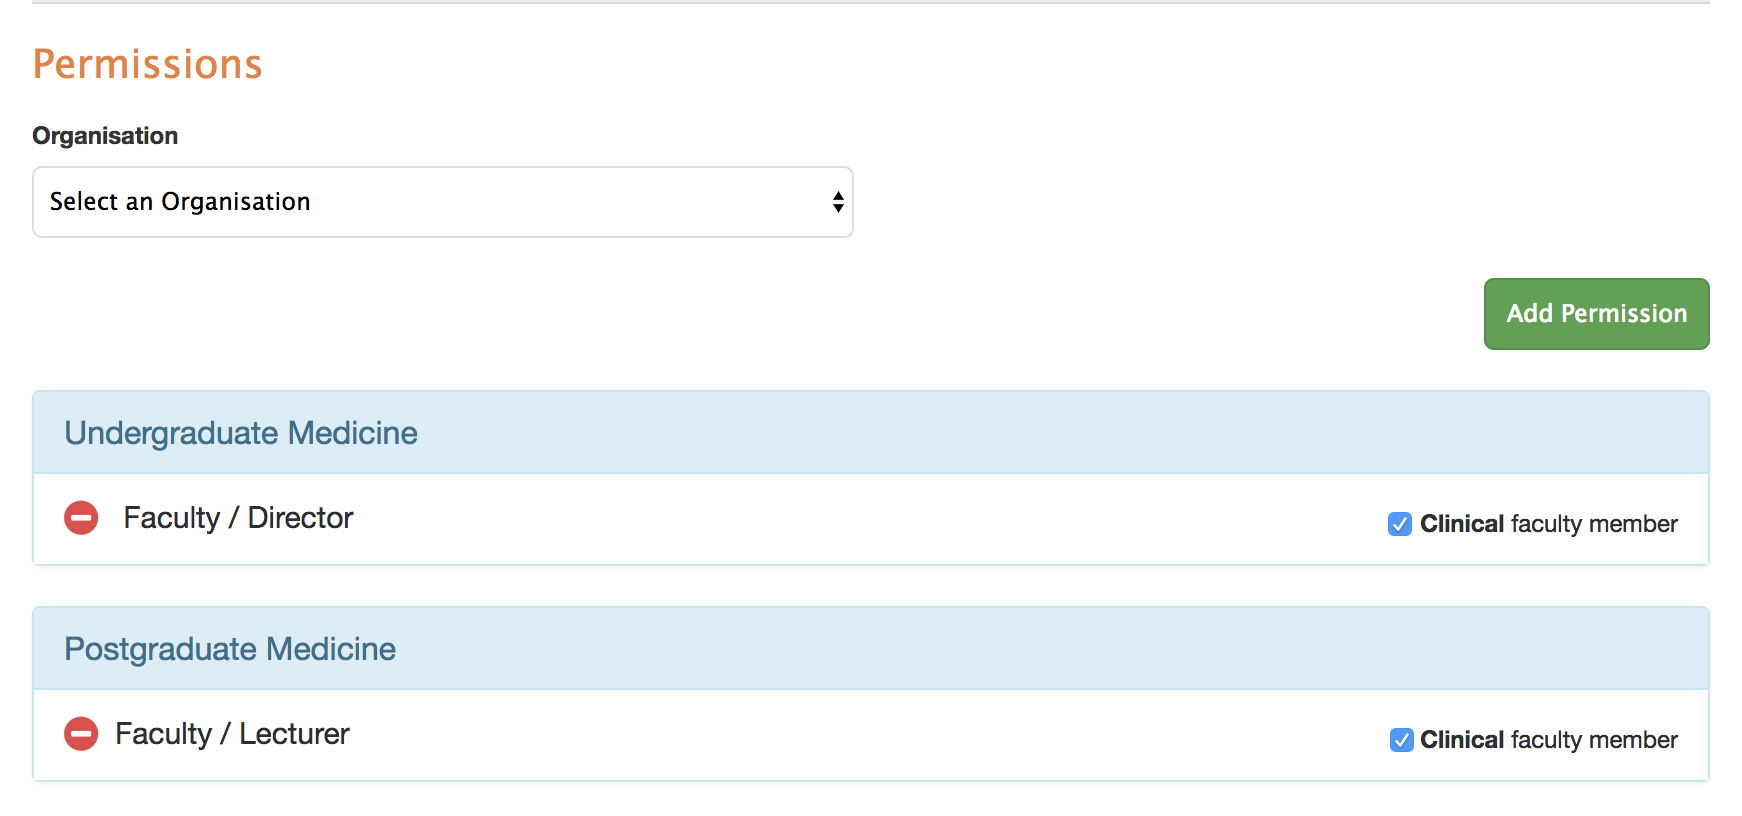 Permissions
Organisation
Select an Organisation
Add Permission
Undergraduate Medicine
Faculty / Director
Clinical faculty member
Postgraduate Medicine
Faculty / Lecturer
Clinical faculty member